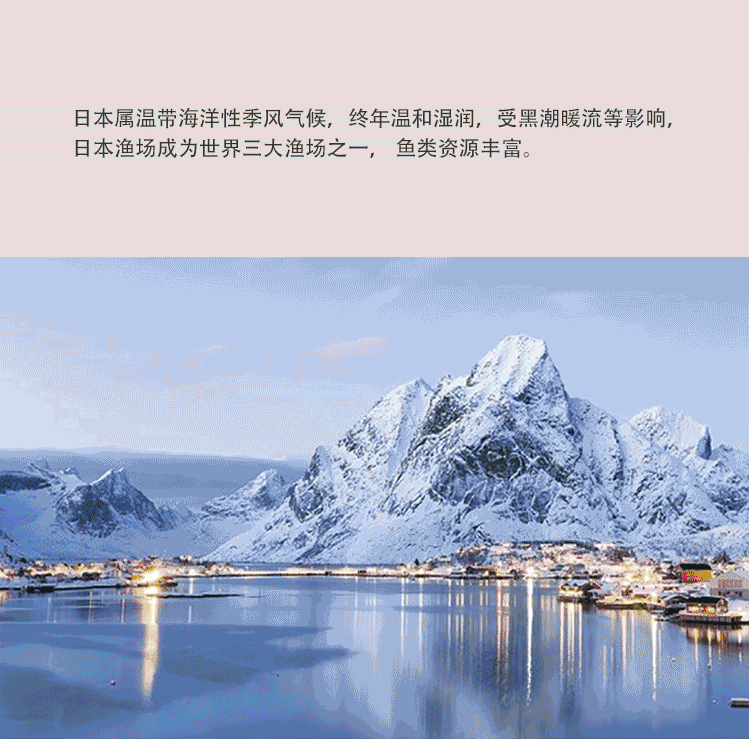 日本属温带海洋性季风气候，终年温和湿润，受黑潮暖流等影响，
日本渔场成为世界三大渔场之一， 鱼类资源丰富。